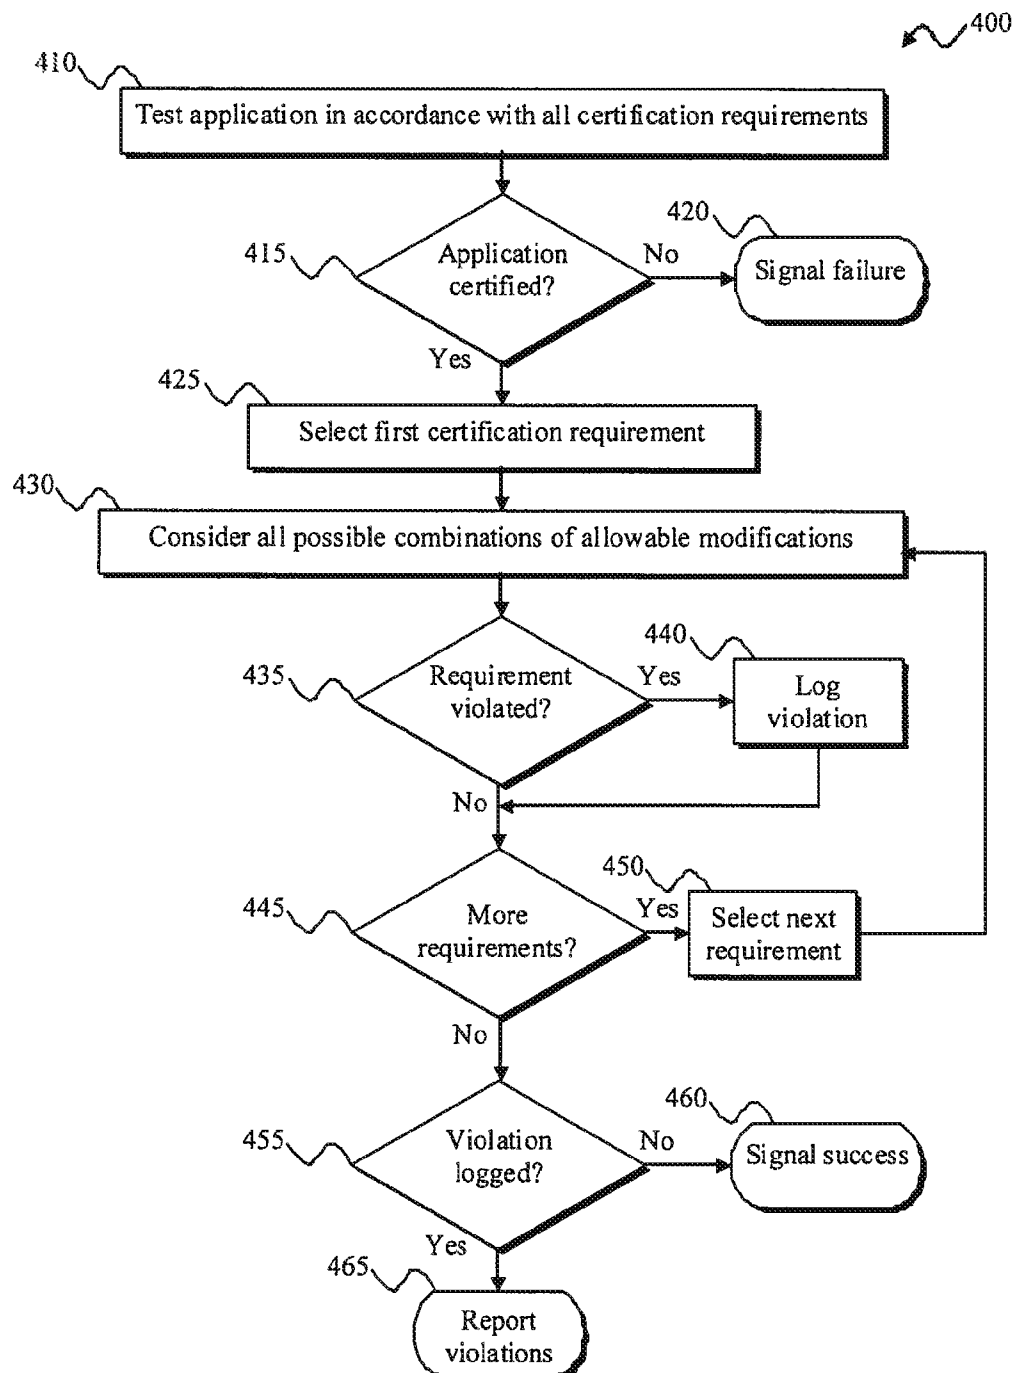 400
410
Test application in accordance with all certification requirements
415
Application
certified?
No
420
Signal failure
Yes
425
Select first certification requirement
430
Consider all possible combinations of allowable modifications
435
Requirement
violated?
Yes
440
Log
violation
No
445
More
requirements?
Yes
450
Select next
requirement
No
455
Violation
logged?
No
460
Signal success
Yes
465
Report
violations